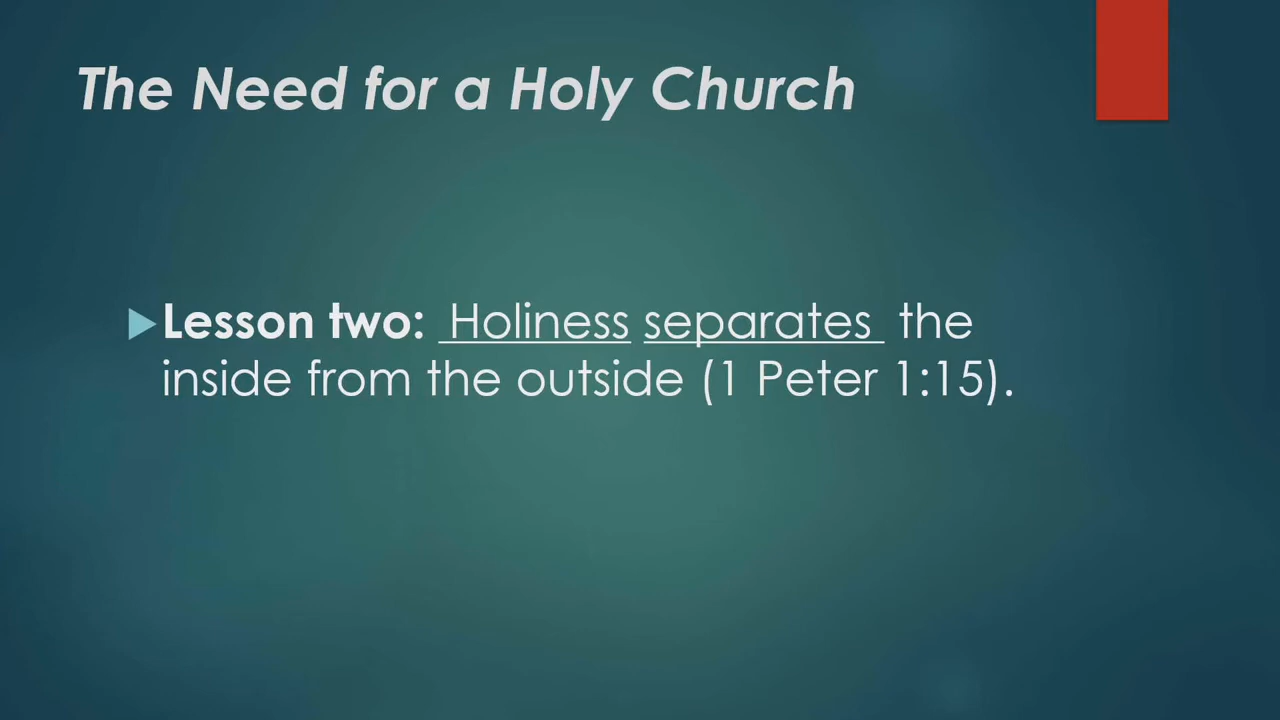 The Need for a Holy Church
Lesson two: Holiness separates the
inside from the outside (1 Peter 1:15).